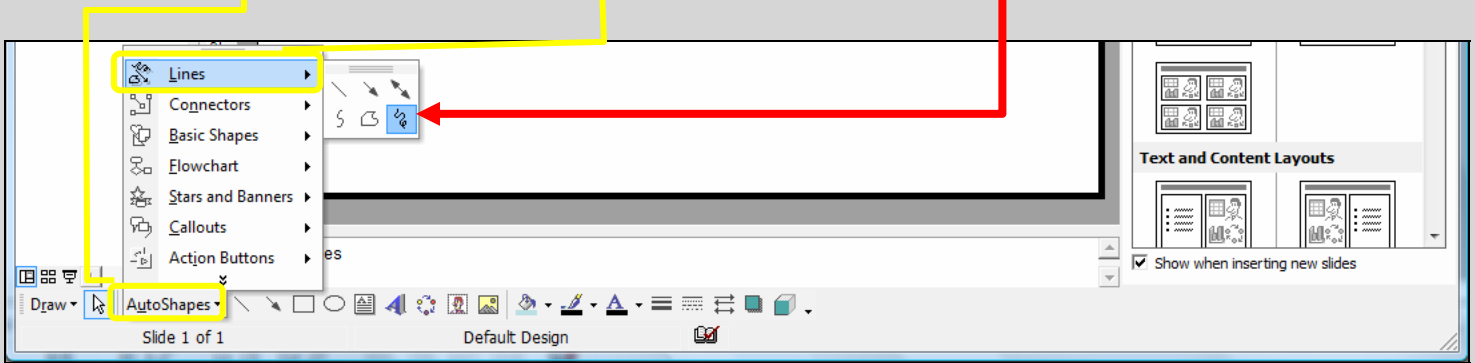 Lines
Connectors
Basic Shapes
Flowchart
Stars and Banners
Callouts
Action Buttons
es
Text and Content Layouts
Show when inserting new slides
Draw
AutoShapes
A
Slide 1 of 1
Default Design